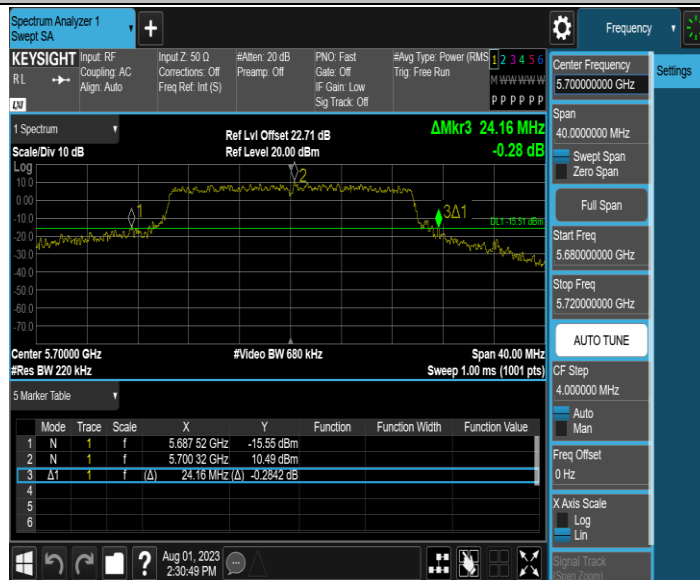 Spectrum Analyzer 1
Swept SA
+
Frequency
KEYSIGHT
Input: RF
Coupling: AC
Align: Auto
R L
LXI
Input Z: 50 Ω
Corrections: Off
Freq Ref: Int (S)
#Atten: 20 dB
Preamp: Off
PNO: Fast
Gate: Off
IF Gain: Low
Sig Track: Off
#Avg Type: Power (RMS
Trig: Free Run
1 2 3 4 5 6
M W W W W W
P P P P P P
Center Frequency
5.700000000 GHz
Settings
Span
40.0000000 MHz
Swept Span
Zero Span
Full Span
Start Freq
5.680000000 GHz
Stop Freq
5.720000000 GHz
AUTO TUNE
CF Step
4.000000 MHz
Auto
Man
Freq Offset
0 Hz
X Axis Scale
Log
Lin
Signal Track
(Span Zoom)
1 Spectrum
Scale/Div 10 dB
Ref Lvl Offset 22.71 dB
Ref Level 20.00 dBm
ΔMkr3 24.16 MHz
-0.28 dB
Log
10.0
0.00
-10.0
-20.0
-30.0
-40.0
-50.0
-60.0
-70.0
1
2
3Δ1
DL1 -15.51 dBm
Center 5.70000 GHz
#Res BW 220 kHz
#Video BW 680 kHz
Span 40.00 MHz
Sweep 1.00 ms (1001 pts)
5 Marker Table
Mode Trace Scale X Y Function Function Width Function Value
1 N 1 f 5.687 52 GHz -15.55 dBm
2 N 1 f 5.700 32 GHz 10.49 dBm
3 Δ1 1 f (Δ) 24.16 MHz (Δ) -0.2842 dB
4
5
6
?
Aug 01, 2023
2:30:49 PM